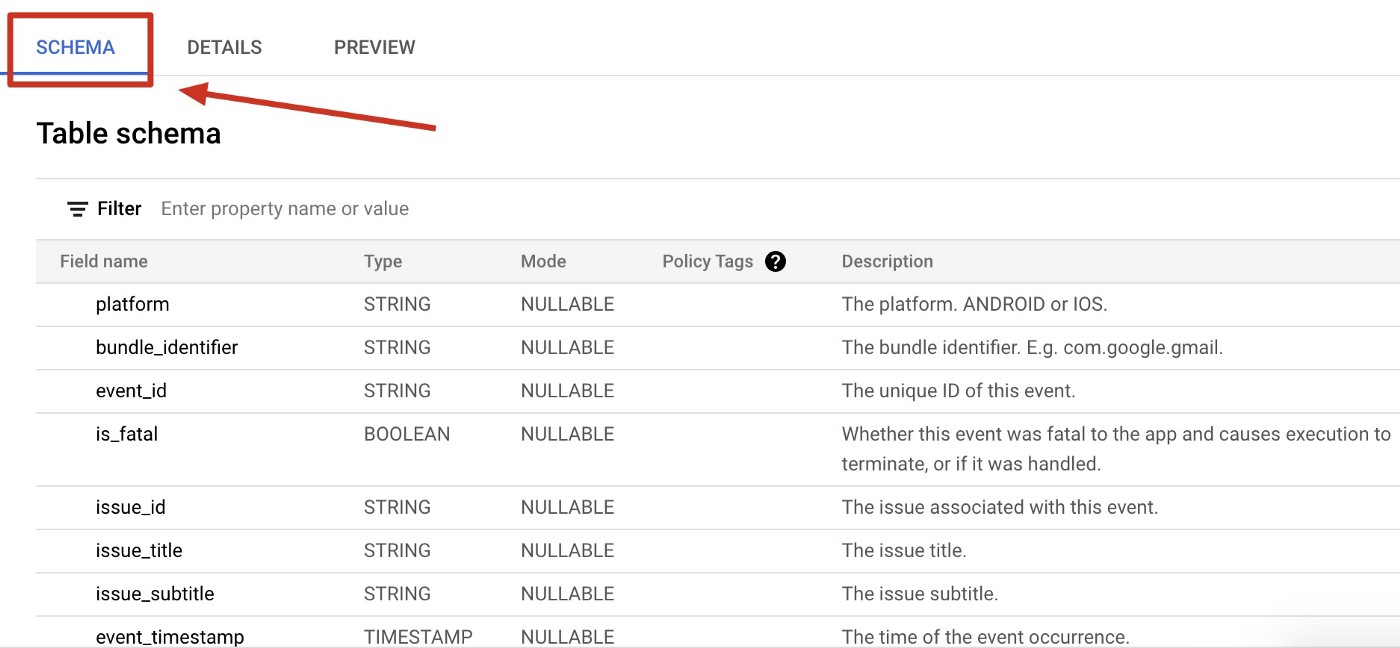 SCHEMA DETAILS PREVIEW
Table schema
Filter Enter property name or value
Field name Type Mode Policy Tags ? Description
platform STRING NULLABLE The platform. ANDROID or IOS.
bundle_identifier STRING NULLABLE The bundle identifier. E.g. com.google.gmail.
event_id STRING NULLABLE The unique ID of this event.
is_fatal BOOLEAN NULLABLE Whether this event was fatal to the app and causes execution to
terminate, or if it was handled.
issue_id STRING NULLABLE The issue associated with this event.
issue_title STRING NULLABLE The issue title.
issue_subtitle STRING NULLABLE The issue subtitle.
event_timestamp TIMESTAMP NULLABLE The time of the event occurrence.